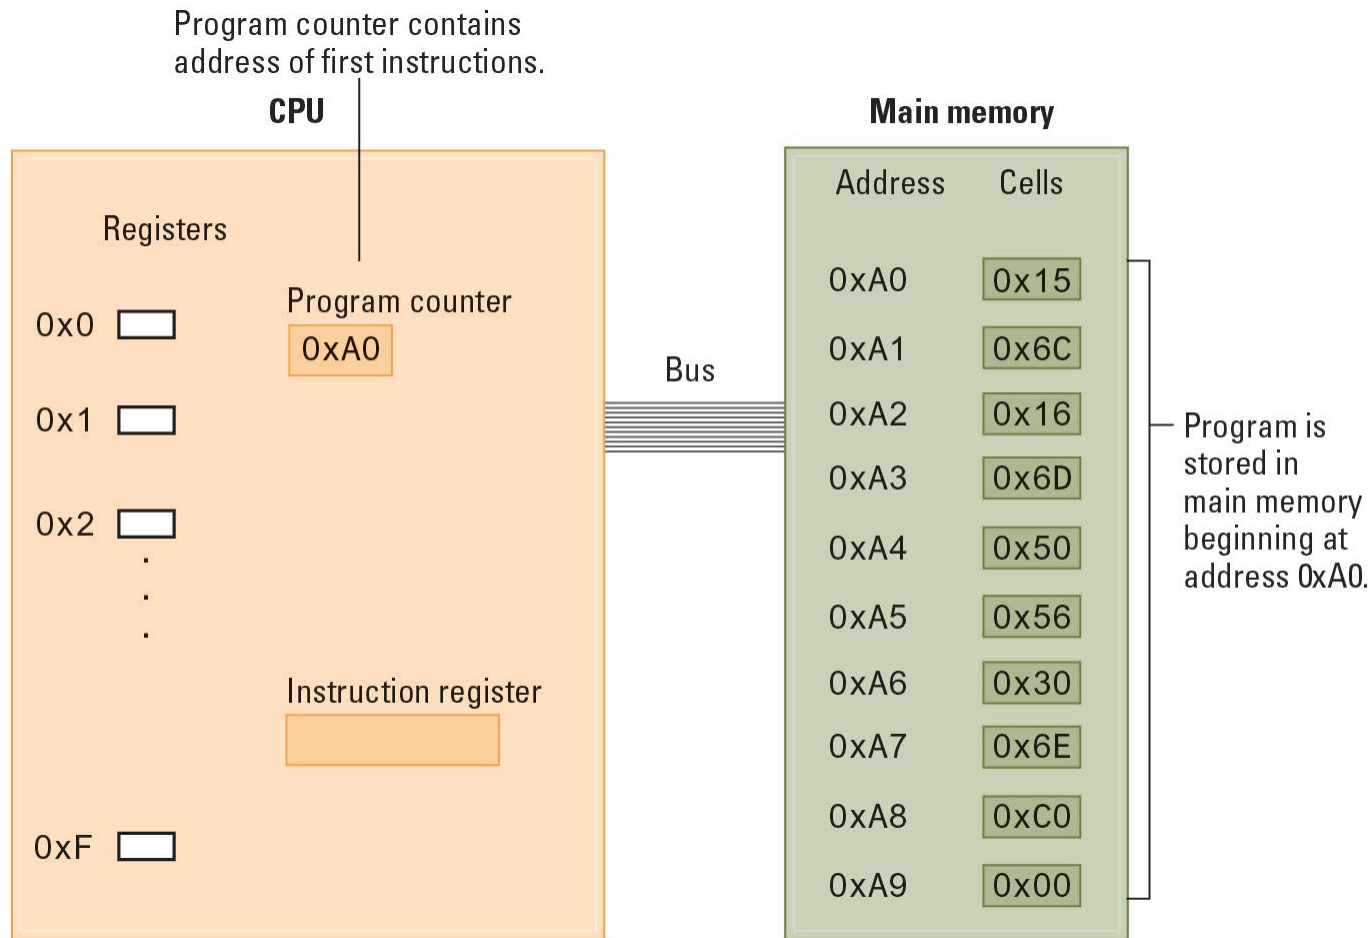 Program counter contains
address of first instructions.
CPU
Main memory
Address Cells
Registers
0xA0 0x15
Program counter
0x0
0xA0
0xA1 0x6C
Bus
0x1
0xA2 0x16
Program is
stored in
main memory
beginning at
address 0xA0.
0xA3 0x6D
0x2
0xA4 0x50
0xA5 0x56
0xA6 0x30
Instruction register
0xA7 0x6E
0xA8 0xC0
0xF
0xA9 0x00